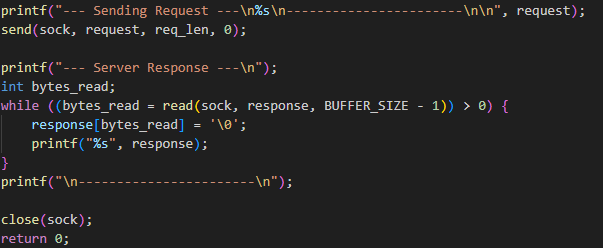 printf("--- Sending Request ---\n%s\n-----------------------\n\n", request);
send(sock, request, req_len, 0);

printf("--- Server Response ---\n");
int bytes_read;
while ((bytes_read = read(sock, response, BUFFER_SIZE - 1)) > 0) {
    response[bytes_read] = '\0';
    printf("%s", response);
}
printf("\n-----------------------\n");

close(sock);
return 0;